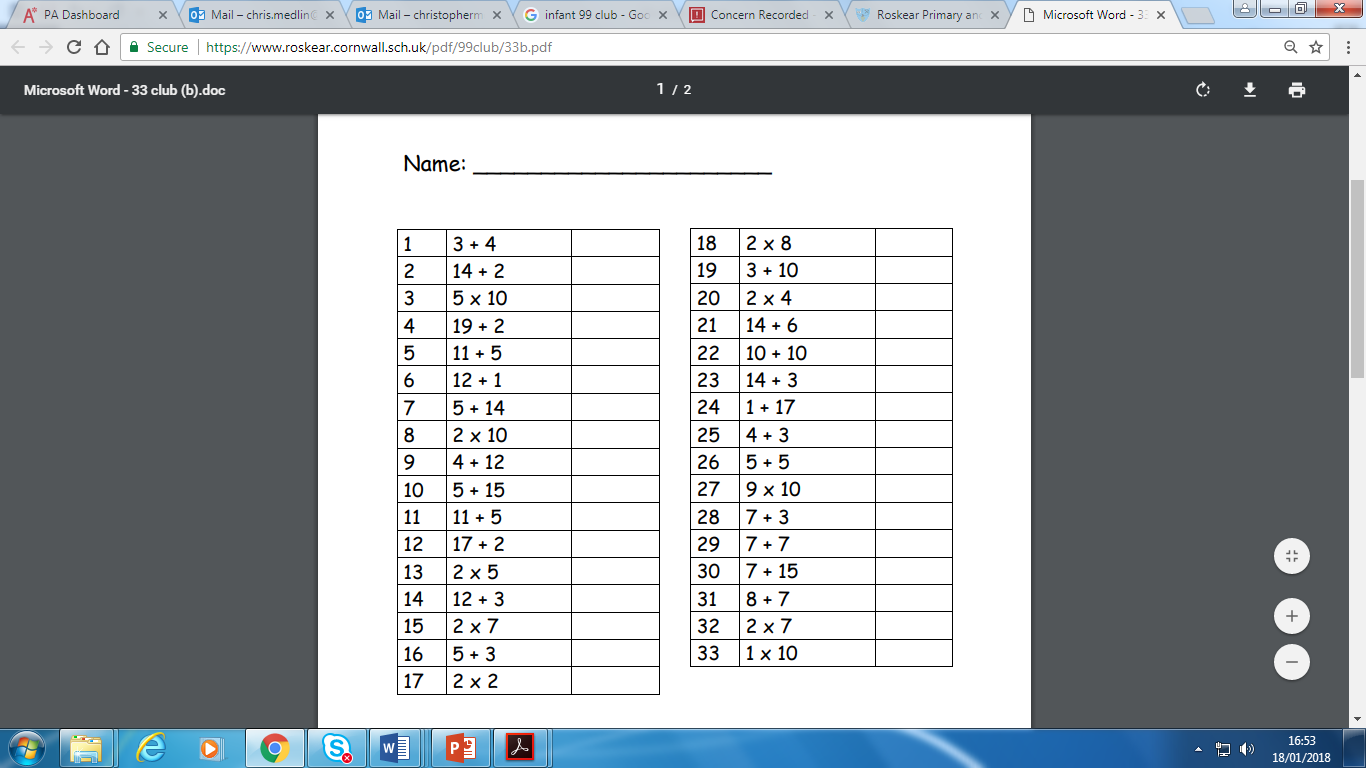 PA Dashboard
Mail – chris.medlin@
Mail – christopherm
infant 99 club - Goo
Concern Recorded -
Roskear Primary and
Microsoft Word - 33
Secure | https://www.roskear.cornwall.sch.uk/pdf/99club/33b.pdf
Microsoft Word - 33 club (b).doc 1 / 2
Name: ______________________
1 3 + 4
2 14 + 2
3 5 x 10
4 19 + 2
5 11 + 5
6 12 + 1
7 5 + 14
8 2 x 10
9 4 + 12
10 5 + 15
11 11 + 5
12 17 + 2
13 2 x 5
14 12 + 3
15 2 x 7
16 5 + 3
17 2 x 2
18 2 x 8
19 3 + 10
20 2 x 4
21 14 + 6
22 10 + 10
23 14 + 3
24 1 + 17
25 4 + 3
26 5 + 5
27 9 x 10
28 7 + 3
29 7 + 7
30 7 + 15
31 8 + 7
32 2 x 7
33 1 x 10
16:53
18/01/2018